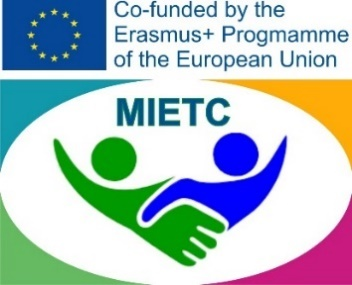 Co-funded by the
Erasmus+ Progmamme
of the European Union
MIETC